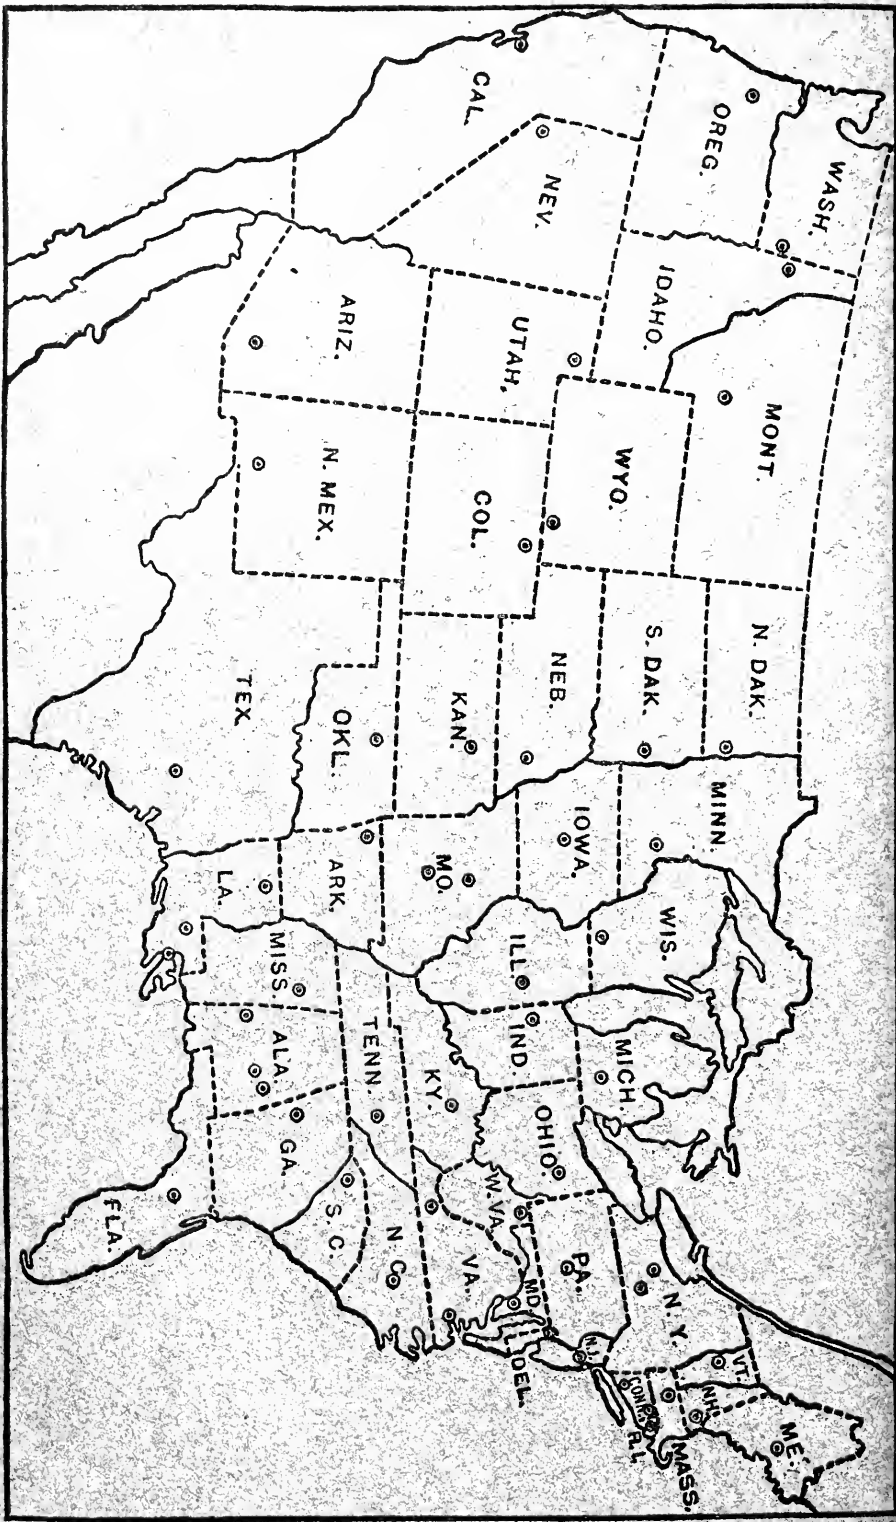 WASH.
OREG.
CAL.
NEV.
IDAHO.
MONT.
WYO.
UTAH,
ARIZ.
COL.
N. MEX.
N. DAK.
S. DAK.
NEB.
KAN.
OKL.
TEX.
MINN.
IOWA.
MO.
ARK.
LA.
WIS.
ILL.
MISS.
MICH.
IND
KY.
TENN.
ALA.
OHIO.
GA.
FLA.
W. VA.
VA.
N. C.
S. C.
PA.
MD.
DEL.
N.J.
N. Y.
VT.
N.H.
ME.
MASS.
CONN.
R.I.